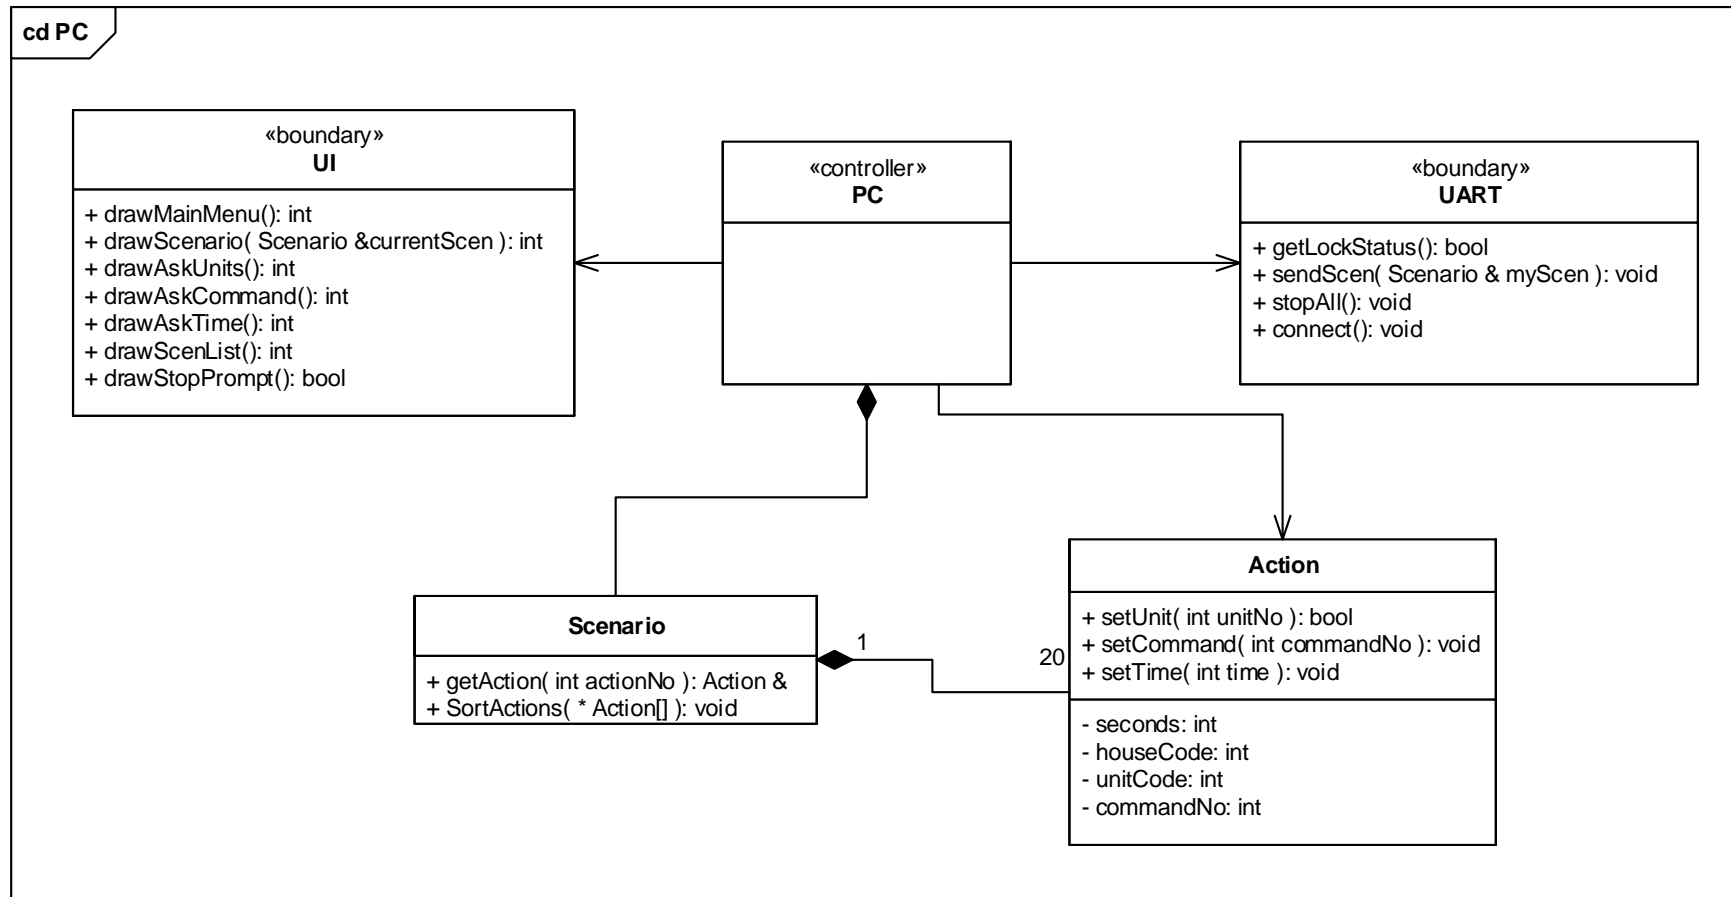 cd PC
«boundary»
UI
+ drawMainMenu(): int
+ drawScenario( Scenario &currentScen ): int
+ drawAskUnits(): int
+ drawAskCommand(): int
+ drawAskTime(): int
+ drawScenList(): int
+ drawStopPrompt(): bool
«controller»
PC
«boundary»
UART
+ getLockStatus(): bool
+ sendScen( Scenario & myScen ): void
+ stopAll(): void
+ connect(): void
Scenario
+ getAction( int actionNo ): Action &
+ SortActions( * Action[] ): void
1
20
Action
+ setUnit( int unitNo ): bool
+ setCommand( int commandNo ): void
+ setTime( int time ): void
- seconds: int
- houseCode: int
- unitCode: int
- commandNo: int